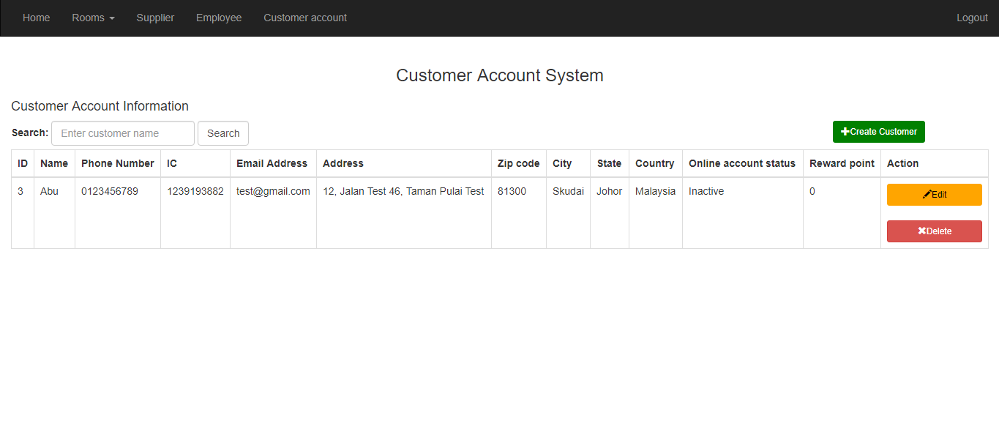 Home Rooms Supplier Employee Customer account Logout
Customer Account System
Customer Account Information
Search: Enter customer name Search Create Customer
ID Name Phone Number IC Email Address Address Zip code City State Country Online account status Reward point Action
3 Abu 0123456789 1239193882 test@gmail.com 12, Jalan Test 46, Taman Pulai Test 81300 Skudai Johor Malaysia Inactive 0 Edit
Delete